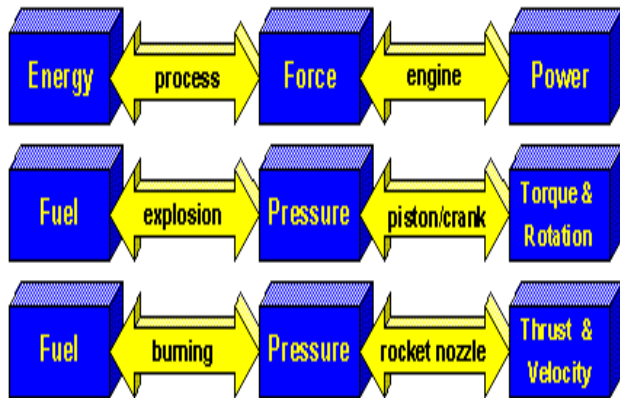 Energy process Force engine Power
Fuel explosion Pressure piston/crank Torque &
Rotation
Fuel burning Pressure rocket nozzle Thrust &
Velocity